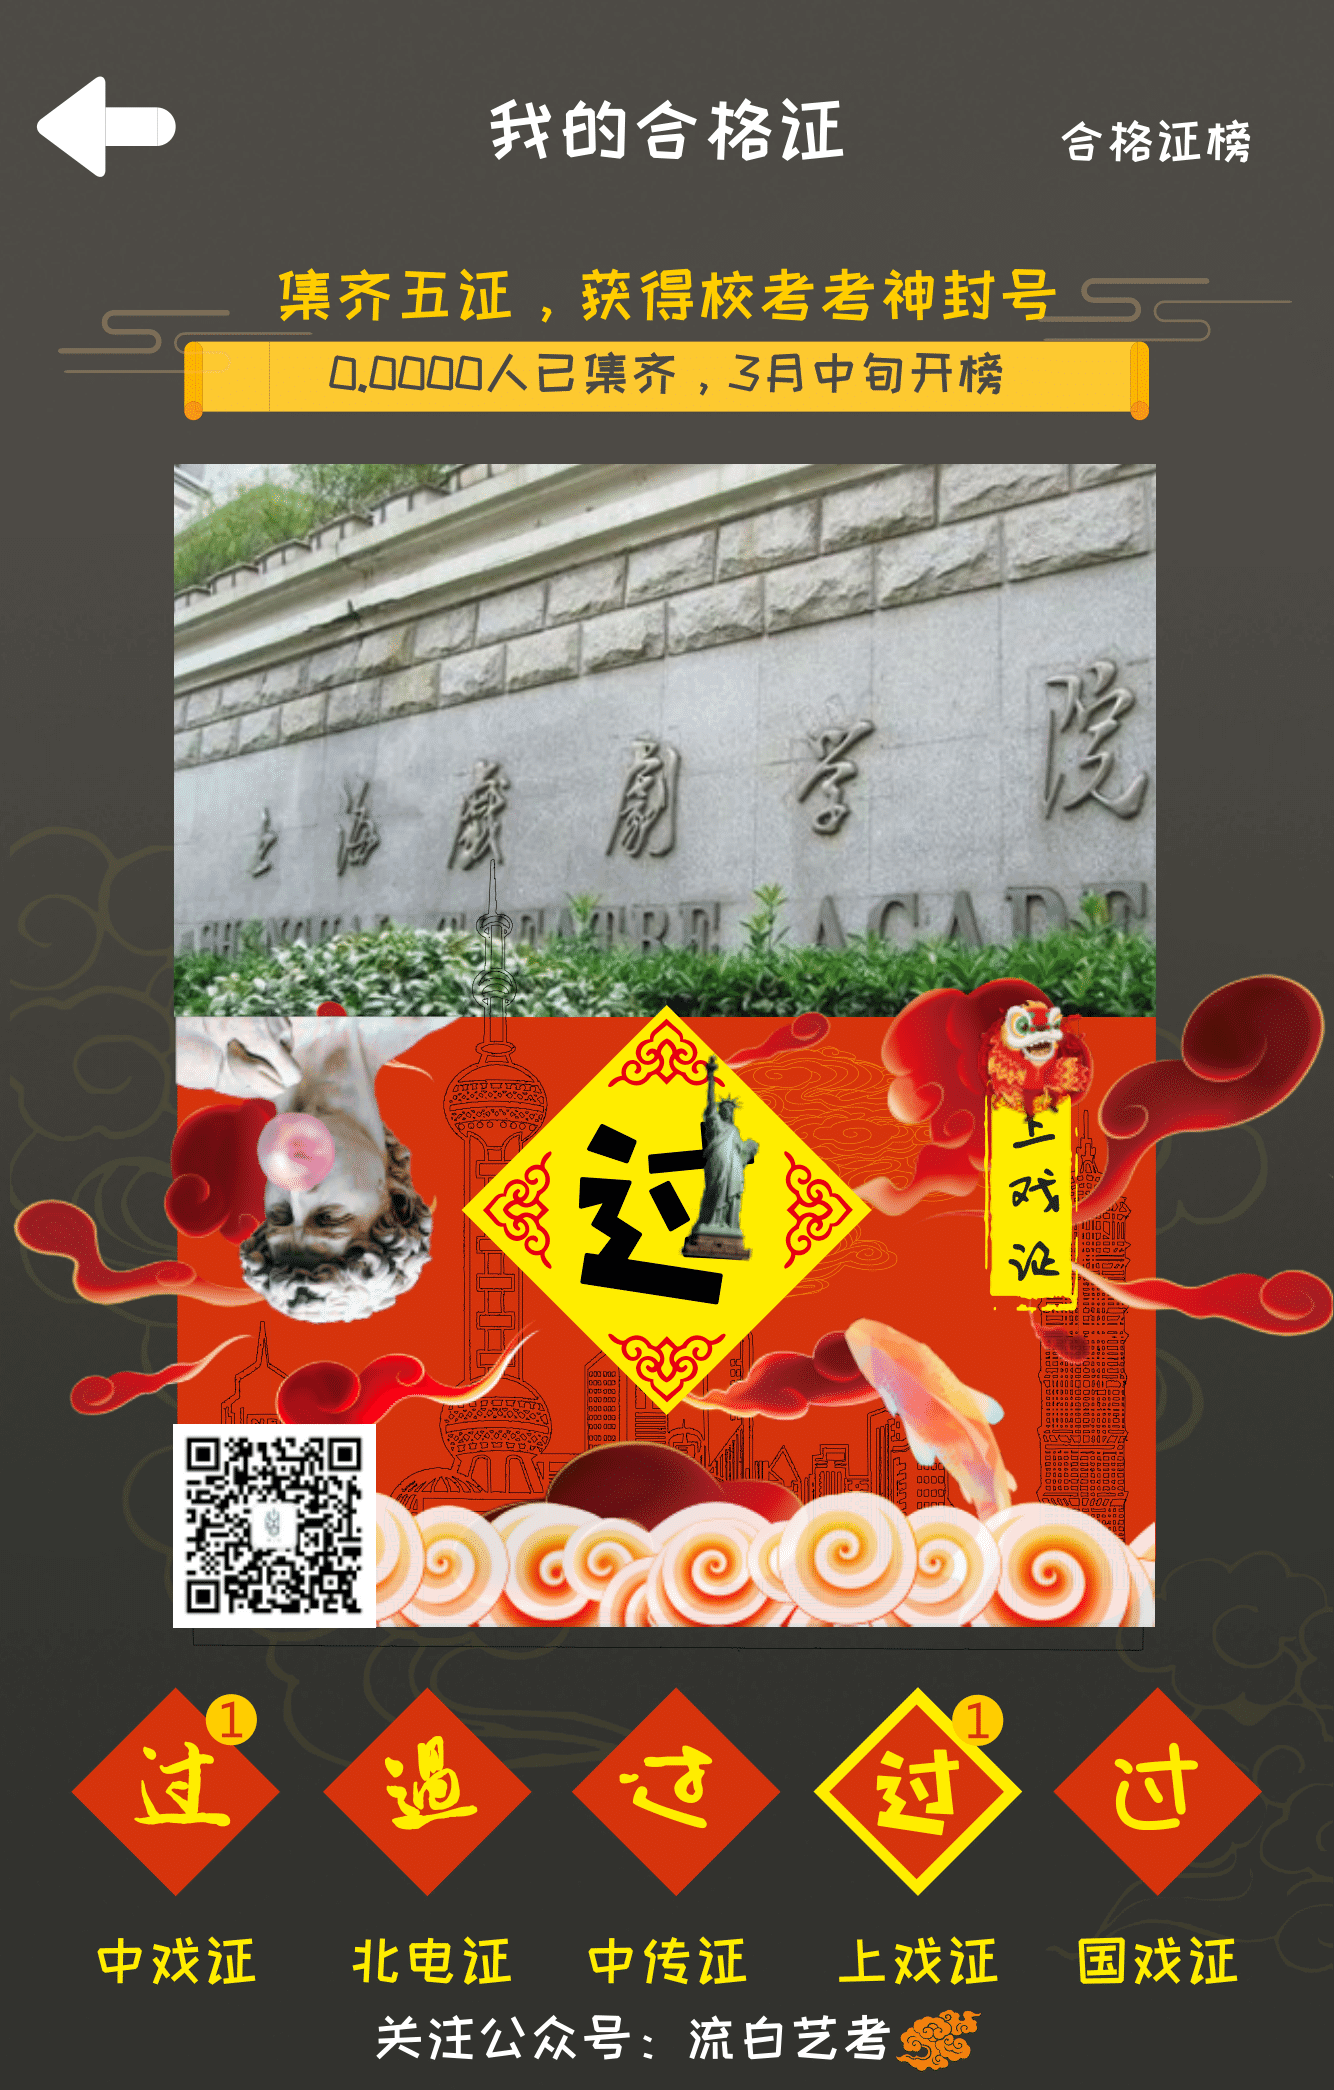 我的合格证
合格证榜
集齐五证，获得校考考神封号
0.0000人已集齐，3月中旬开榜
上海戏剧学院
SHANGHAI THEATRE ACADE
过
上戏证
1
1
过
過
过
过
过
中戏证
北电证
中传证
上戏证
国戏证
关注公众号：流白艺考